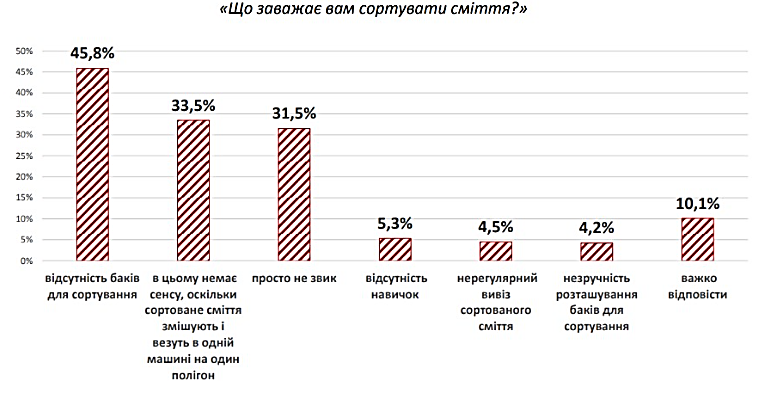 «Що заважає вам сортувати сміття?»
50%
45%
40%
35%
30%
25%
20%
15%
10%
5%
0%
45,8%
33,5%
31,5%
5,3%
4,5%
4,2%
10,1%
відсутність баків
для сортування
в цьому немає
сенсу, оскільки
сортоване сміття
змішують і
везуть в одній
машині на один
полігон
просто не звик
відсутність
навичок
нерегулярний
вивіз
сортованого
сміття
незручність
розташування
баків для
сортування
важко
відповісти